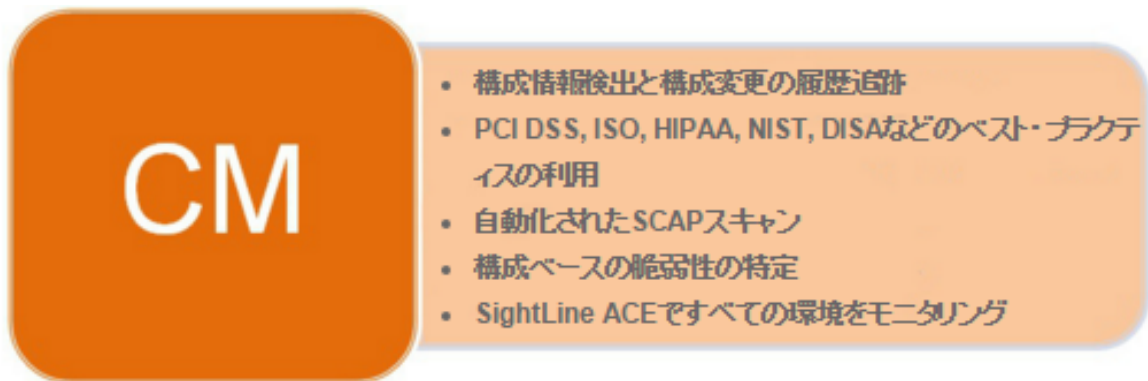 CM
• 構成情報検出と構成変更の履歴追跡
• PCI DSS, ISO, HIPAA, NIST, DISAなどのベスト・プラクテ
ィスの利用
• 自動化されたSCAPスキャン
• 構成ベースの脆弱性の特定
• SightLine ACEですべての環境をモニタリング